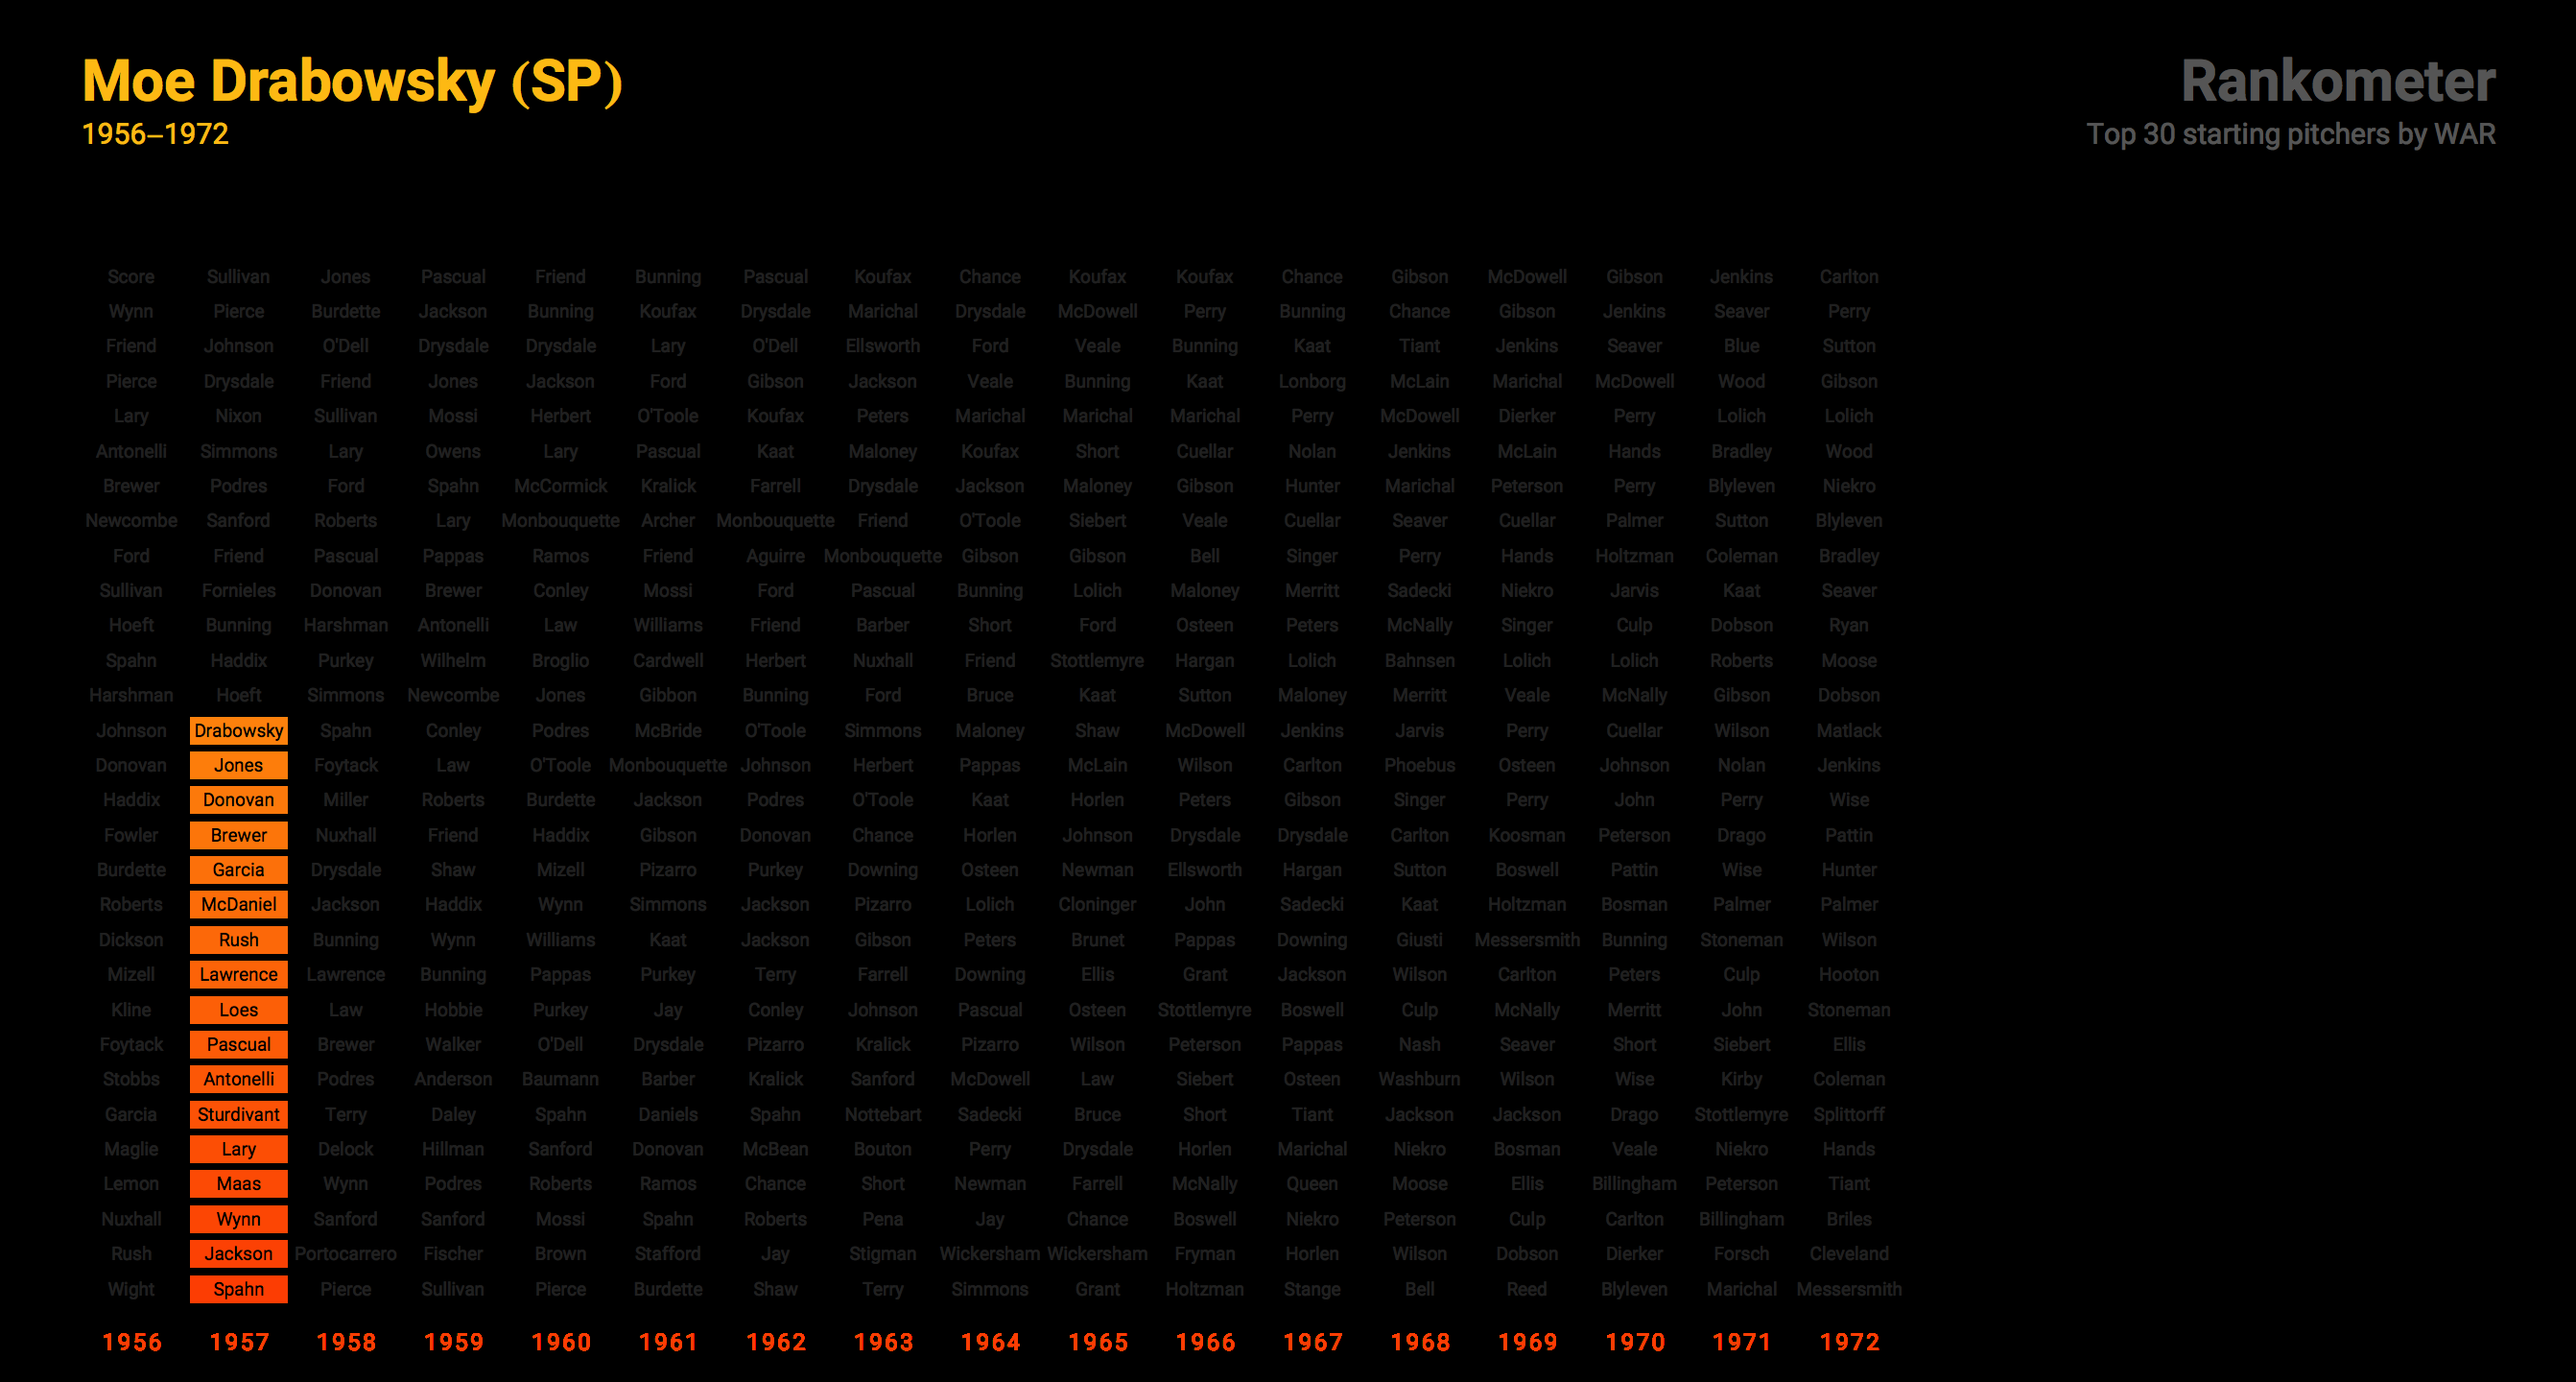 Moe Drabowsky (SP)
1956–1972
Rankometer
Top 30 starting pitchers by WAR
Score Sullivan Jones Pascual Friend Bunning Pascual Koufax Chance Koufax Koufax Chance Gibson McDowell Gibson Jenkins Carlton
Wynn Pierce Burdette Jackson Bunning Koufax Drysdale Marichal Drysdale McDowell Perry Bunning Chance Gibson Jenkins Seaver Perry
Friend Johnson O'Dell Drysdale Drysdale Lary O'Dell Ellsworth Ford Veale Bunning Kaat Tiant Jenkins Seaver Blue Sutton
Pierce Drysdale Friend Jones Jackson Ford Gibson Jackson Veale Bunning Kaat Lonborg McLain Marichal McDowell Wood Gibson
Lary Nixon Sullivan Mossi Herbert O'Toole Koufax Peters Marichal Marichal Marichal Perry McDowell Dierker Perry Lolich Lolich
Antonelli Simmons Lary Owens Lary Pascual Kaat Maloney Koufax Short Cuellar Nolan Jenkins McLain Hands Bradley Wood
Brewer Podres Ford Spahn McCormick Kralick Farrell Drysdale Jackson Maloney Gibson Hunter Marichal Peterson Perry Blyleven Niekro
Newcombe Sanford Roberts Lary Monbouquette Archer Monbouquette Friend O'Toole Siebert Veale Cuellar Seaver Cuellar Palmer Sutton Blyleven
Ford Friend Pascual Pappas Ramos Friend Aguirre Monbouquette Gibson Gibson Bell Singer Perry Hands Holtzman Coleman Bradley
Sullivan Fornieles Donovan Brewer Conley Mossi Ford Pascual Bunning Lolich Maloney Merritt Sadecki Niekro Jarvis Kaat Seaver
Hoeft Bunning Harshman Antonelli Law Williams Friend Barber Short Ford Osteen Peters McNally Singer Culp Dobson Ryan
Spahn Haddix Purkey Wilhelm Broglio Cardwell Herbert Nuxhall Friend Stottlemyre Hargan Lolich Bahnsen Lolich Lolich Roberts Moose
Harshman Hoeft Simmons Newcombe Jones Gibbon Bunning Ford Bruce Kaat Sutton Maloney Merritt Veale McNally Gibson Dobson
Johnson Drabowsky Spahn Conley Podres McBride O'Toole Simmons Maloney Shaw McDowell Jenkins Jarvis Perry Cuellar Wilson Matlack
Donovan Jones Foytack Law O'Toole Monbouquette Johnson Herbert Pappas McLain Wilson Carlton Phoebus Osteen Johnson Nolan Jenkins
Haddix Donovan Miller Roberts Burdette Jackson Podres O'Toole Kaat Horlen Peters Gibson Singer Perry John Perry Wise
Fowler Brewer Nuxhall Friend Haddix Gibson Donovan Chance Horlen Johnson Drysdale Drysdale Carlton Koosman Peterson Drago Pattin
Burdette Garcia Drysdale Shaw Mizell Pizarro Purkey Downing Osteen Newman Ellsworth Hargan Sutton Boswell Pattin Wise Hunter
Roberts McDaniel Jackson Haddix Wynn Simmons Jackson Pizarro Lolich Cloninger John Sadecki Kaat Holtzman Bosman Palmer Palmer
Dickson Rush Bunning Wynn Williams Kaat Jackson Gibson Peters Brunet Pappas Downing Giusti Messersmith Bunning Stoneman Wilson
Mizell Lawrence Lawrence Bunning Pappas Purkey Terry Farrell Downing Ellis Grant Jackson Wilson Carlton Peters Culp Hooton
Kline Loes Law Hobbie Purkey Jay Conley Johnson Pascual Osteen Stottlemyre Boswell Culp McNally Merritt John Stoneman
Foytack Pascual Brewer Walker O'Dell Drysdale Pizarro Kralick Pizarro Wilson Peterson Pappas Nash Seaver Short Siebert Ellis
Stobbs Antonelli Podres Anderson Baumann Barber Kralick Sanford McDowell Law Siebert Osteen Washburn Wilson Wise Kirby Coleman
Garcia Sturdivant Terry Daley Spahn Daniels Spahn Nottebart Sadecki Bruce Short Tiant Jackson Jackson Drago Stottlemyre Splittorff
Maglie Lary Delock Hillman Sanford Donovan McBean Bouton Perry Drysdale Horlen Marichal Niekro Bosman Veale Niekro Hands
Lemon Maas Wynn Podres Roberts Ramos Chance Short Newman Farrell McNally Queen Moose Ellis Billingham Peterson Tiant
Nuxhall Wynn Sanford Sanford Mossi Spahn Roberts Pena Jay Chance Boswell Niekro Peterson Culp Carlton Billingham Briles
Rush Jackson Portocarrero Fischer Brown Stafford Jay Stigman Wickersham Wickersham Fryman Horlen Wilson Dobson Dierker Forsch Cleveland
Wight Spahn Pierce Sullivan Pierce Burdette Shaw Terry Simmons Grant Holtzman Stange Bell Reed Blyleven Marichal Messersmith
1956 1957 1958 1959 1960 1961 1962 1963 1964 1965 1966 1967 1968 1969 1970 1971 1972